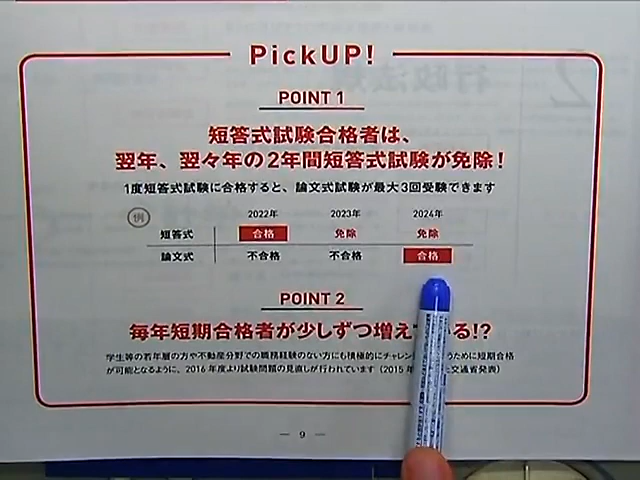 PickUP!
POINT 1
短答式試験合格者は、
翌年、翌々年の2年間短答式試験が免除!
1度短答式試験に合格すると、論文式試験が最大3回受験できます
例
2022年 2023年 2024年
短答式 合格 免除 免除
論文式 不合格 不合格 合格
POINT 2
毎年短期合格者が少しずつ増え る!?
学生等の若年層の方や不動産分野での職務経験のない方にも積極的にチャレン うために短期合格
が可能となるように、2016年度より試験問題の見直しが行われています(2015年 土交通省発表)
— 9 —